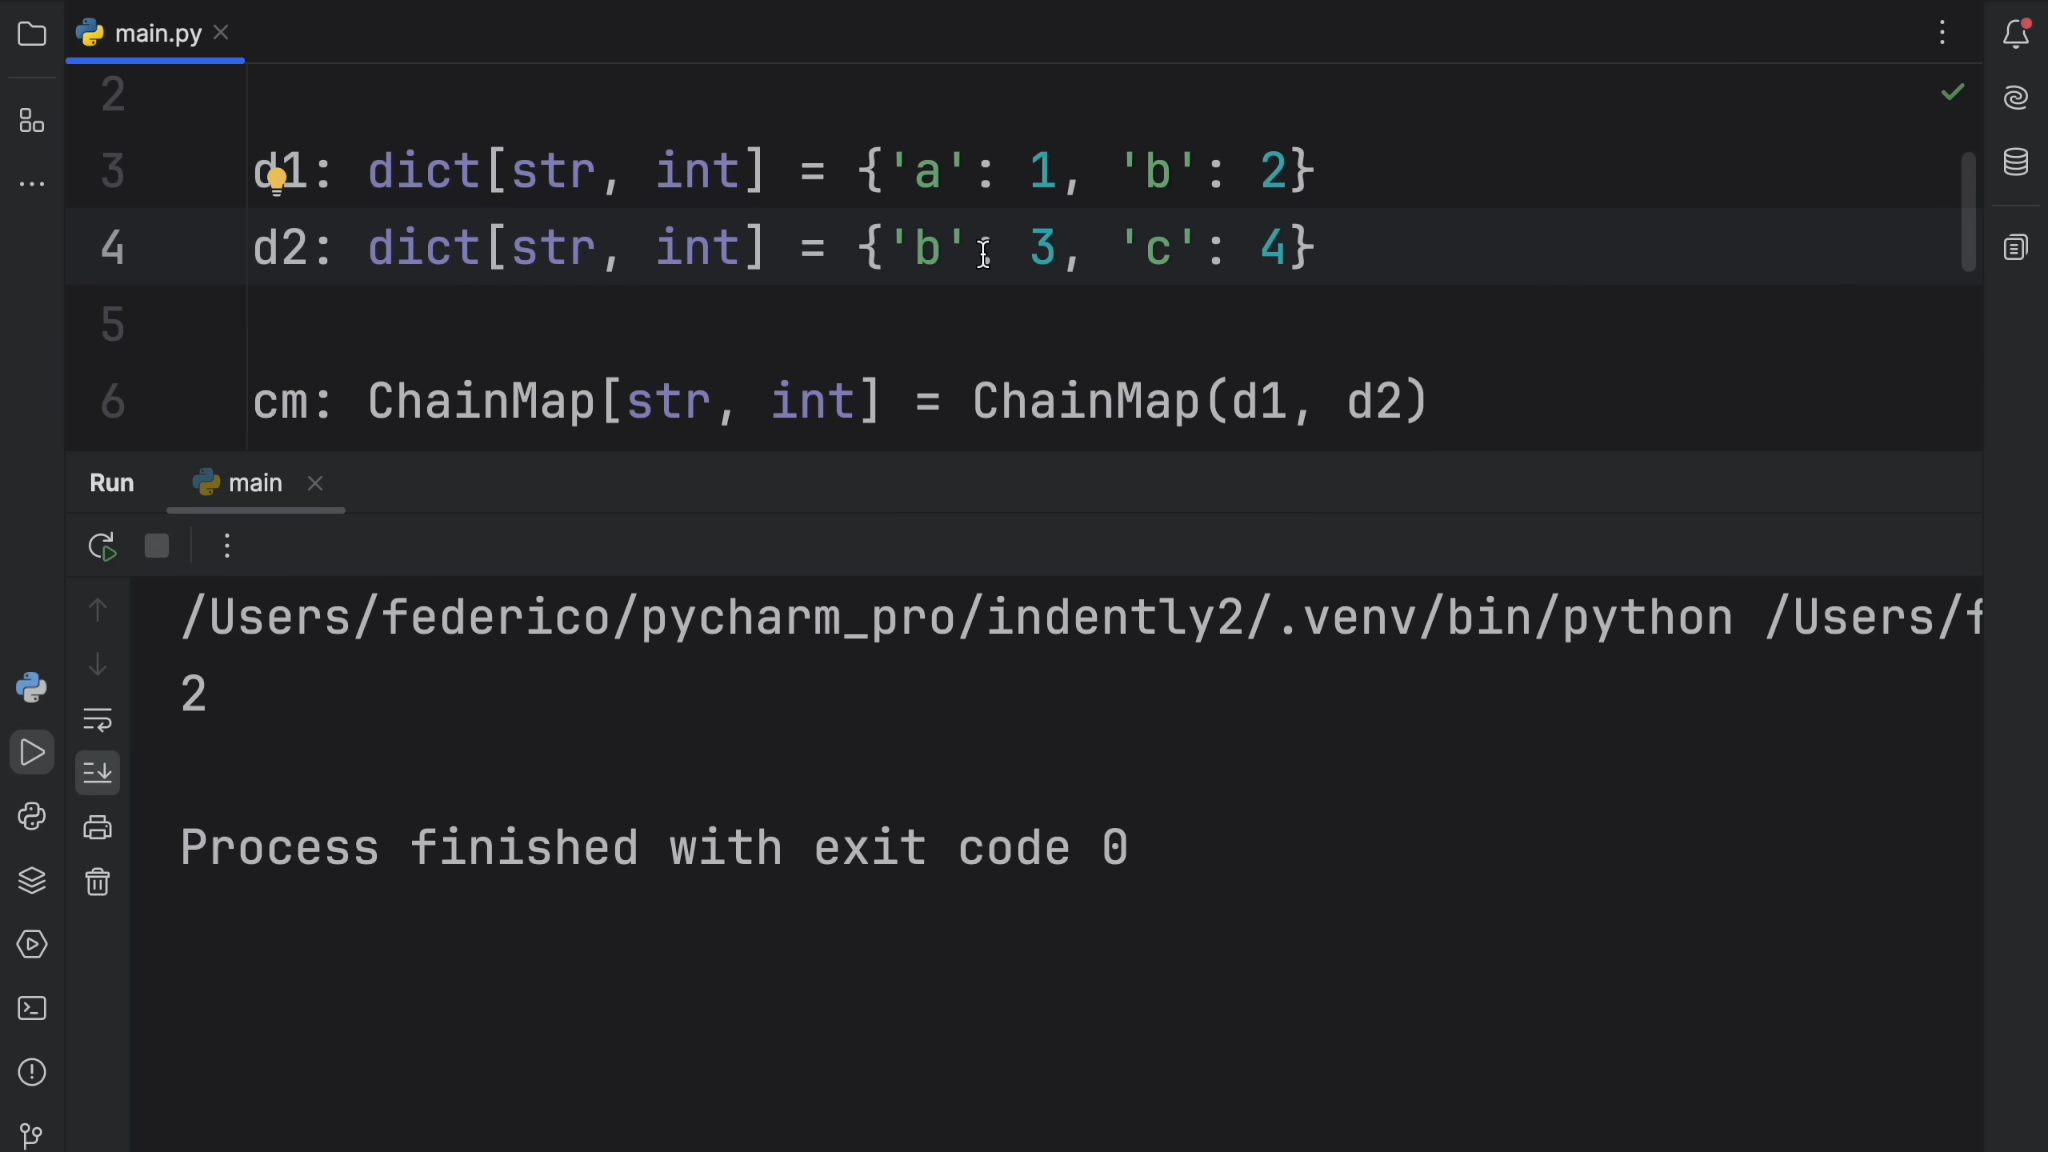 main.py
2
3 d1: dict[str, int] = {'a': 1, 'b': 2}
4 d2: dict[str, int] = {'b': 3, 'c': 4}
5
6 cm: ChainMap[str, int] = ChainMap(d1, d2)
Run main
/Users/federico/pycharm_pro/indently2/.venv/bin/python /Users/f
2
Process finished with exit code 0